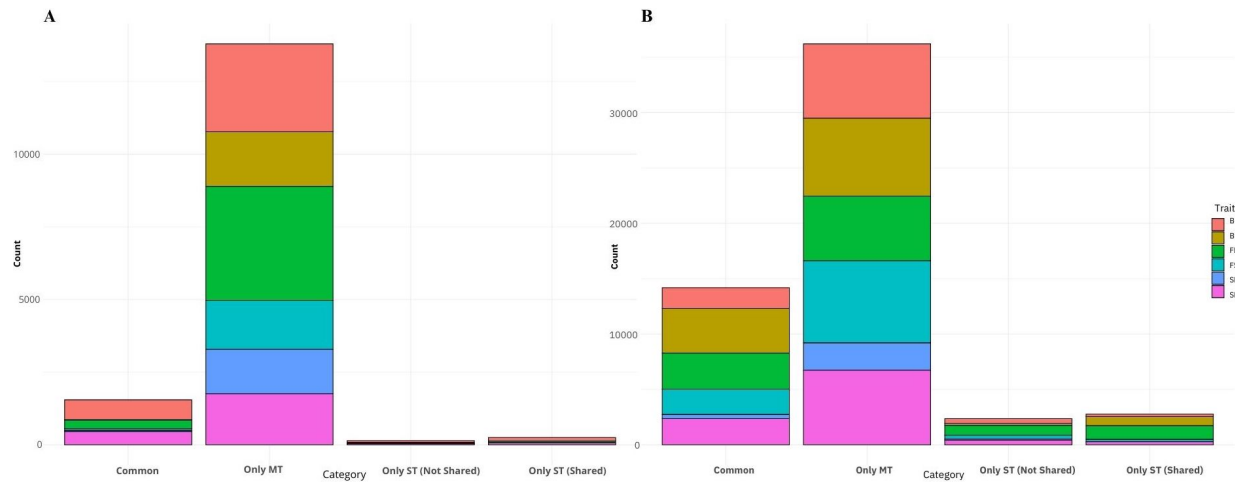 A
10000
5000
0
Count
Common
Only MT
Category
Only ST (Not Shared)
Only ST (Shared)
B
30000
20000
10000
0
Count
Common
Only MT
Category
Only ST (Not Shared)
Only ST (Shared)
Trait
B
B